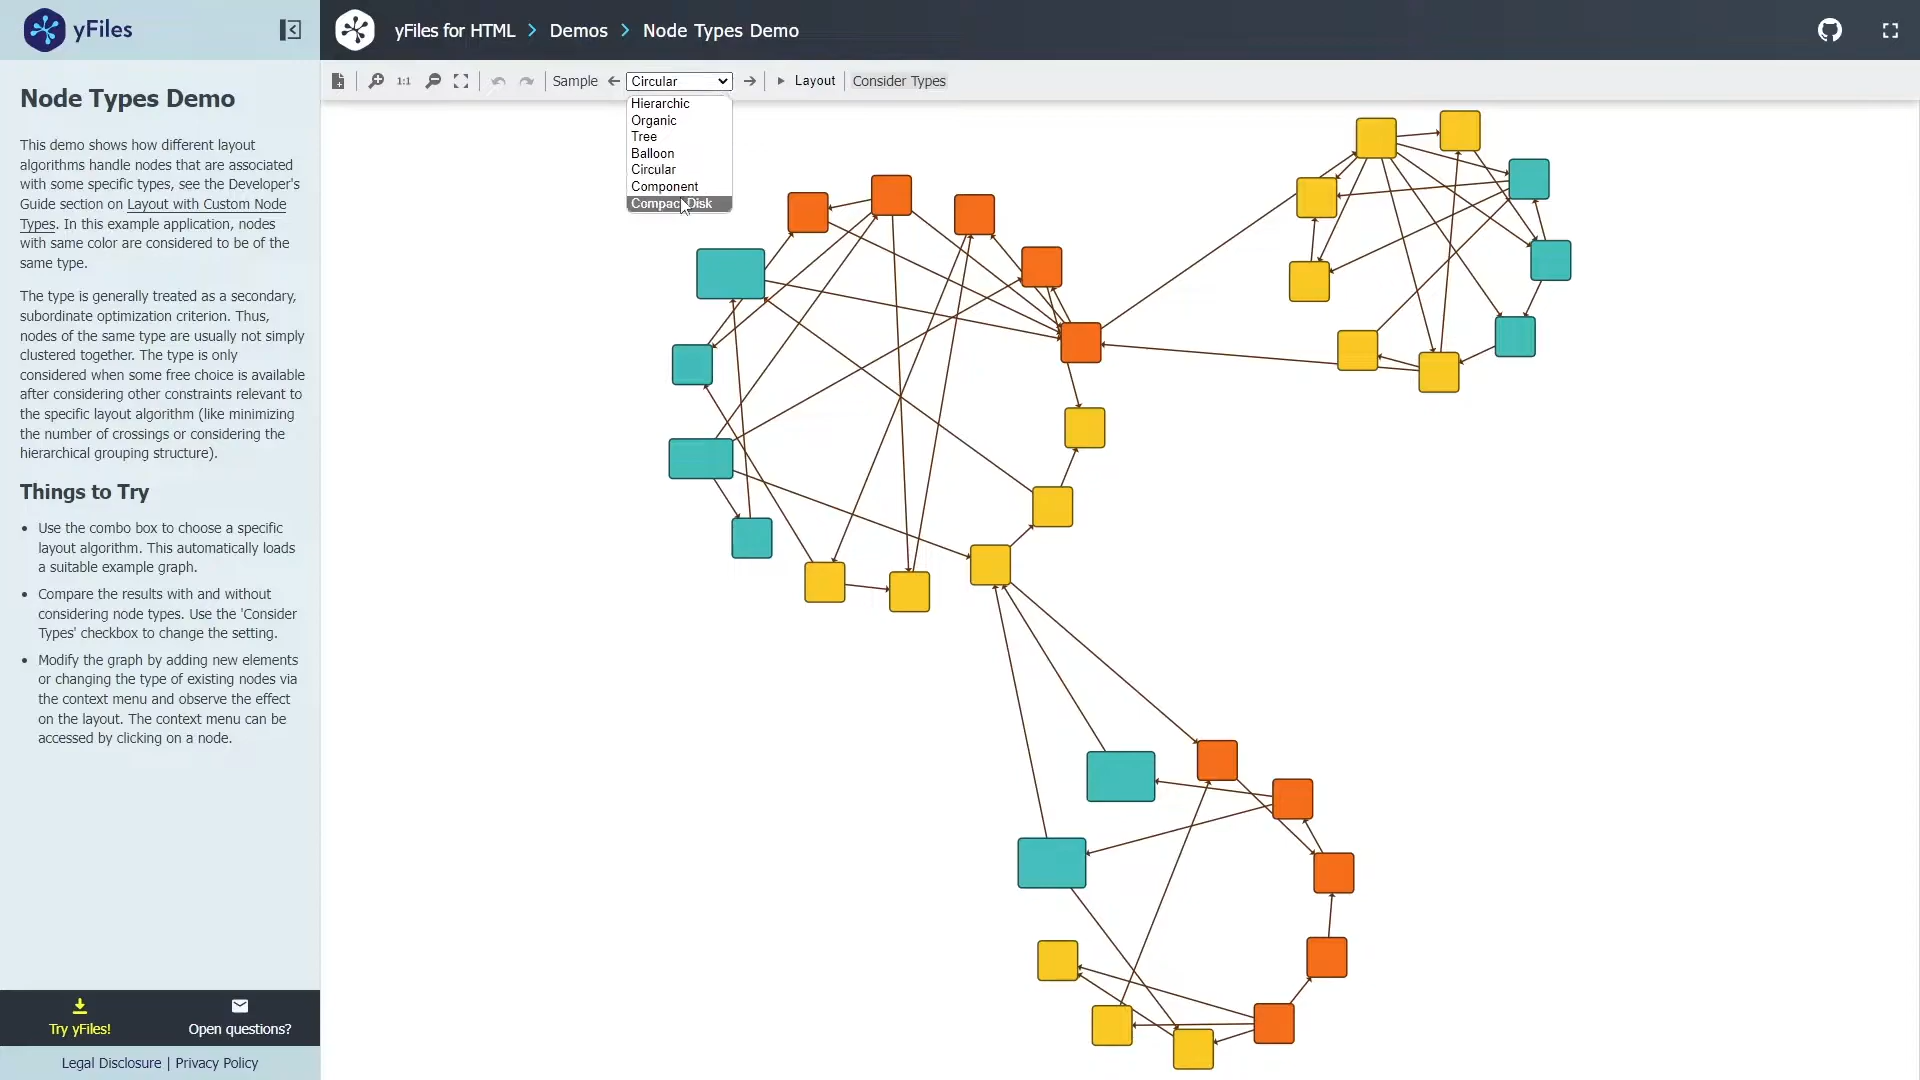 yFiles
yFiles for HTML > Demos > Node Types Demo
1:1 Sample Circular Layout Consider Types
Hierarchic
Organic
Tree
Balloon
Circular
Component
Compact Disk
Node Types Demo
This demo shows how different layout
algorithms handle nodes that are associated
with some specific types, see the Developer's
Guide section on Layout with Custom Node
Types. In this example application, nodes
with same color are considered to be of the
same type.
The type is generally treated as a secondary,
subordinate optimization criterion. Thus,
nodes of the same type are usually not simply
clustered together. The type is only
considered when some free choice is available
after considering other constraints relevant to
the specific layout algorithm (like minimizing
the number of crossings or considering the
hierarchical grouping structure).
Things to Try
• Use the combo box to choose a specific
layout algorithm. This automatically loads
a suitable example graph.
• Compare the results with and without
considering node types. Use the 'Consider
Types' checkbox to change the setting.
• Modify the graph by adding new elements
or changing the type of existing nodes via
the context menu and observe the effect
on the layout. The context menu can be
accessed by clicking on a node.
Try yFiles!
Open questions?
Legal Disclosure | Privacy Policy